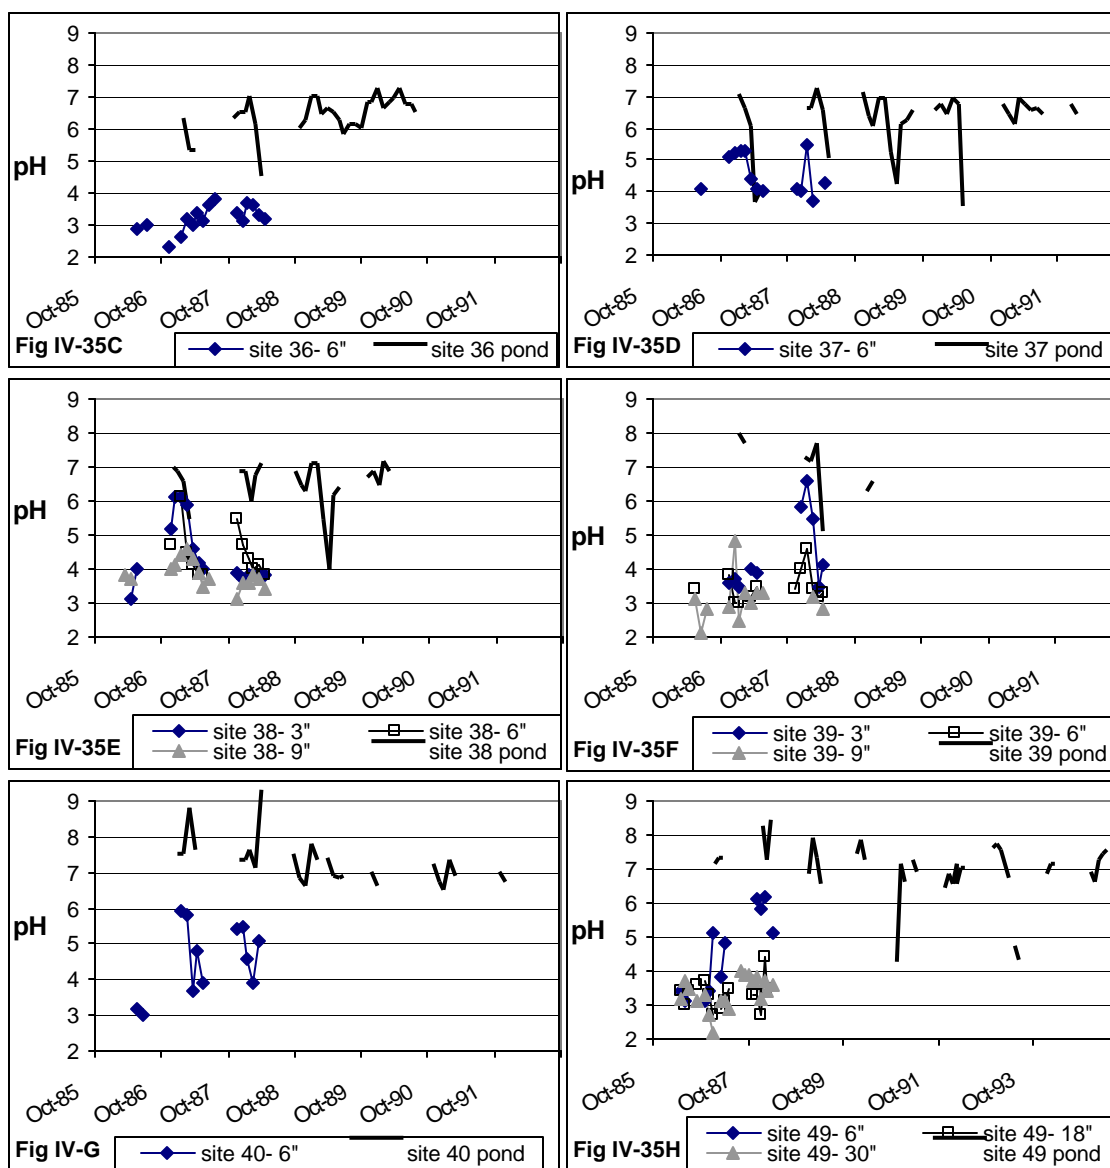 9
8
7
6
5
4
3
2
pH
Oct-85
Oct-86
Oct-87
Oct-88
Oct-89
Oct-90
Oct-91
Fig IV-35C
site 36- 6"
site 36 pond
9
8
7
6
5
4
3
2
pH
Oct-85
Oct-86
Oct-87
Oct-88
Oct-89
Oct-90
Oct-91
Fig IV-35D
site 37- 6"
site 37 pond
9
8
7
6
5
4
3
2
pH
Oct-85
Oct-86
Oct-87
Oct-88
Oct-89
Oct-90
Oct-91
Fig IV-35E
site 38- 3"
site 38- 6"
site 38- 9"
site 38 pond
9
8
7
6
5
4
3
2
pH
Oct-85
Oct-86
Oct-87
Oct-88
Oct-89
Oct-90
Oct-91
Fig IV-35F
site 39- 3"
site 39- 6"
site 39- 9"
site 39 pond
9
8
7
6
5
4
3
2
pH
Oct-85
Oct-86
Oct-87
Oct-88
Oct-89
Oct-90
Oct-91
Fig IV-G
site 40- 6"
site 40 pond
9
8
7
6
5
4
3
2
pH
Oct-85
Oct-87
Oct-89
Oct-91
Oct-93
Fig IV-35H
site 49- 6"
site 49- 18"
site 49- 30"
site 49 pond